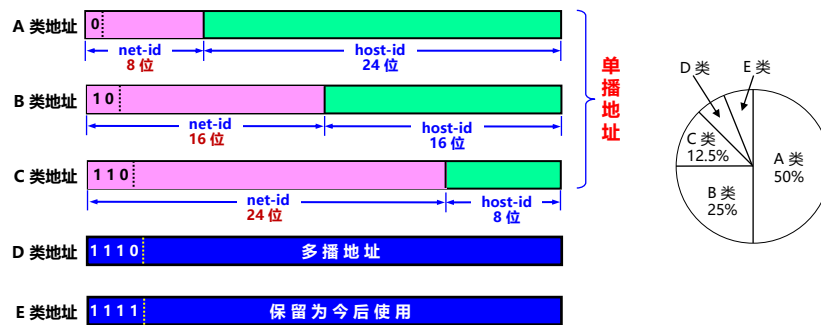 A 类地址
0
net-id
8 位
host-id
24 位
B 类地址
1 0
net-id
16 位
host-id
16 位
C 类地址
1 1 0
net-id
24 位
host-id
8 位
D 类地址
1 1 1 0
多 播 地 址
E 类地址
1 1 1 1
保 留 为 今 后 使 用
单播地址
D 类
E 类
C 类
12.5%
A 类
50%
B 类
25%